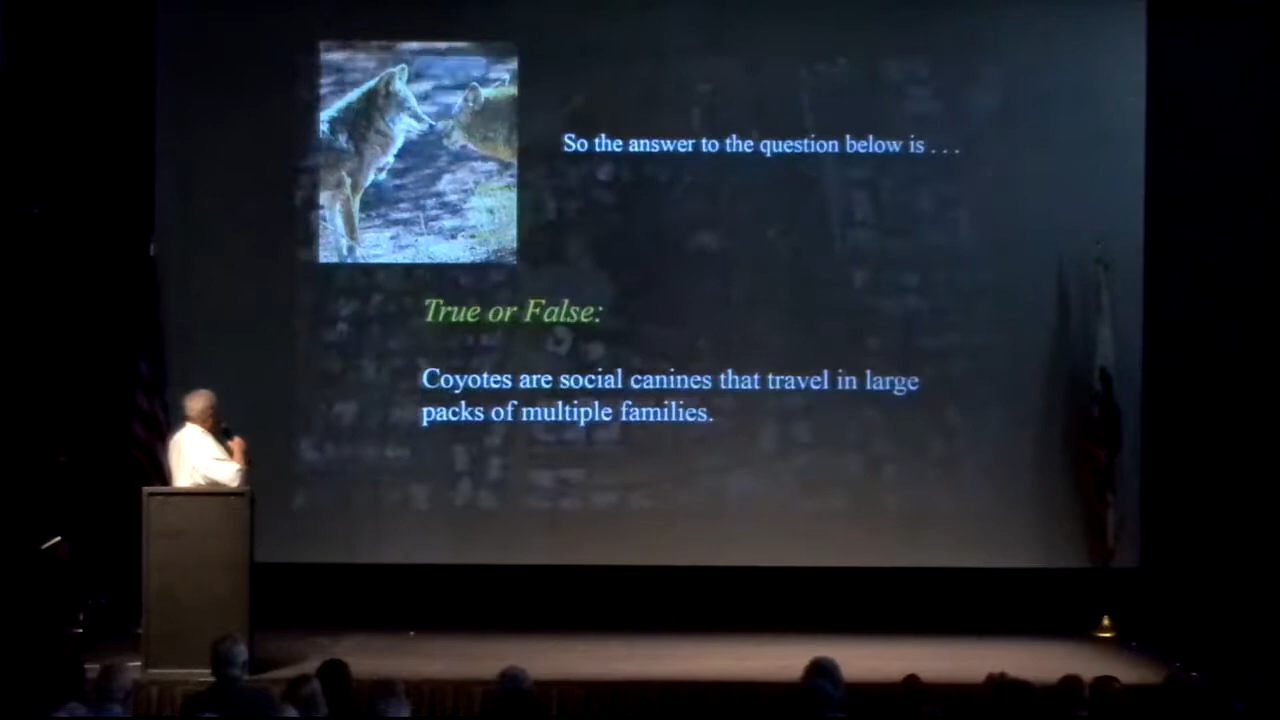 So the answer to the question below is . . .
True or False:
Coyotes are social canines that travel in large
packs of multiple families.